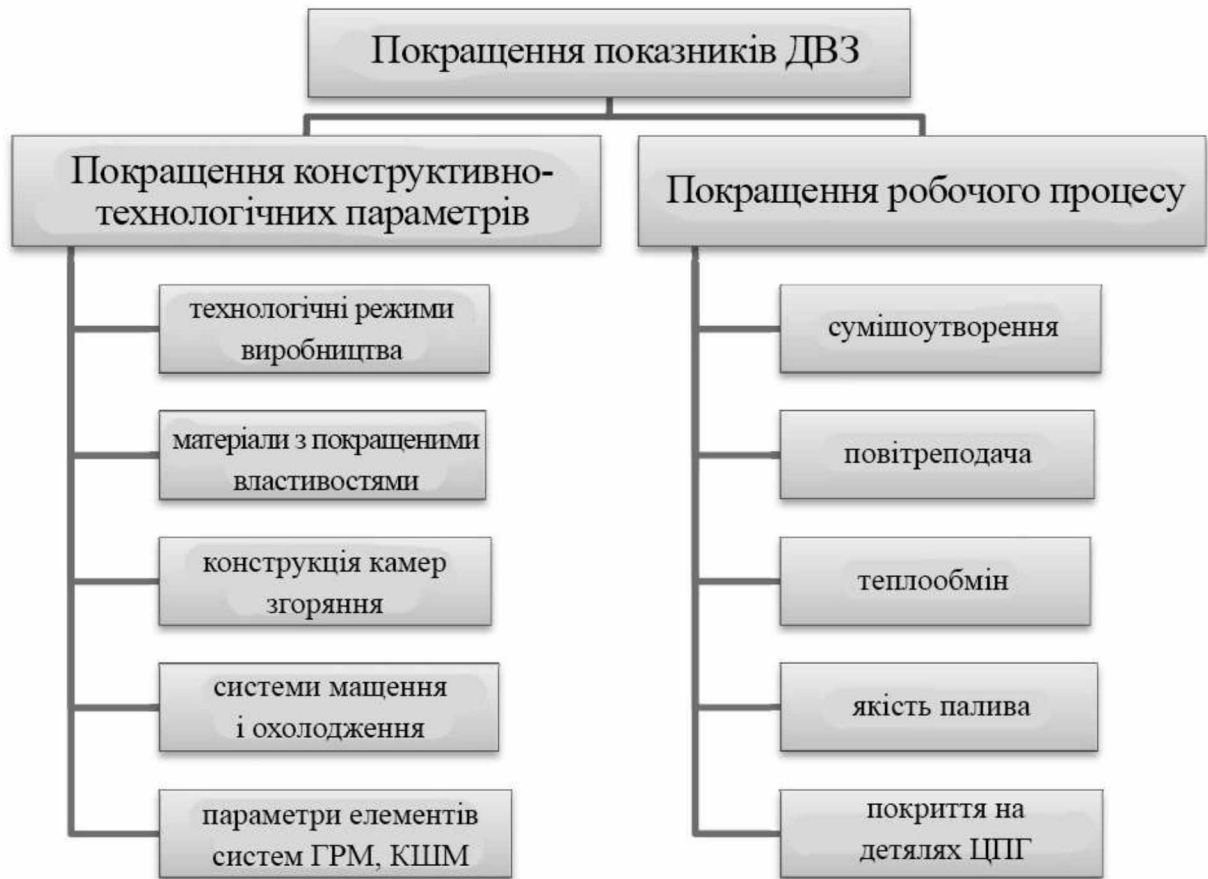 Покращення показників ДВЗ
Покращення конструктивно-
технологічних параметрів
технологічні режими
виробництва
матеріали з покращеними
властивостями
конструкція камер
згоряння
системи мащення
і охолодження
параметри елементів
систем ГРМ, КШМ
Покращення робочого процесу
сумішоутворення
повітреподача
теплообмін
якість палива
покриття на
детялях ЦПГ